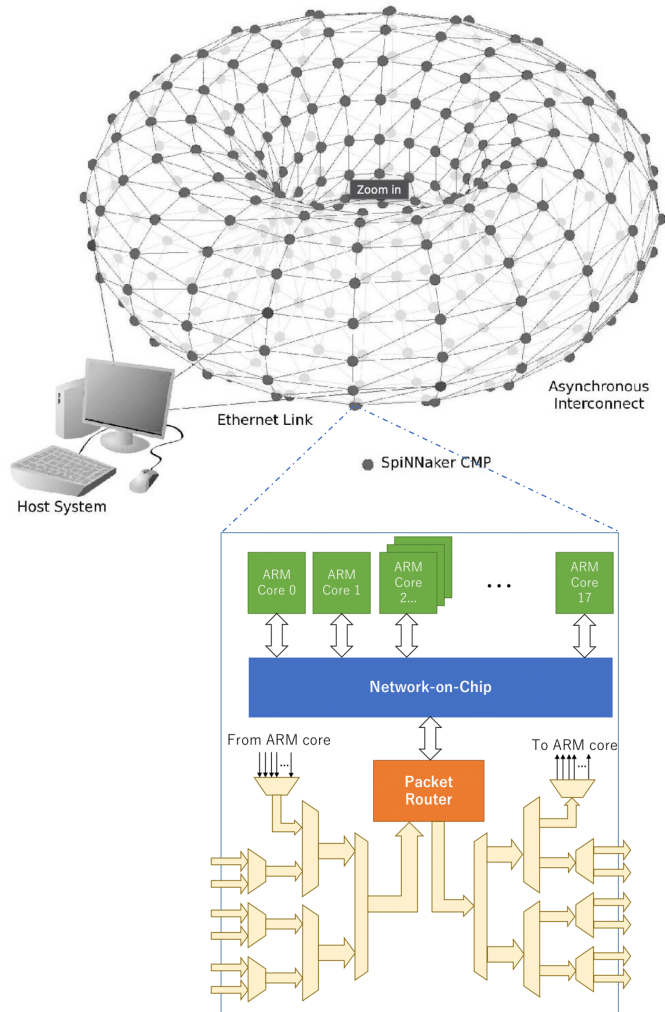 Zoom in
Asynchronous
Interconnect
Ethernet Link
SpiNNaker CMP
Host System
ARM
Core 0
ARM
Core 1
ARM
Core
2...
...
ARM
Core
17
Network-on-Chip
From ARM core
...
To ARM core
...
Packet
Router